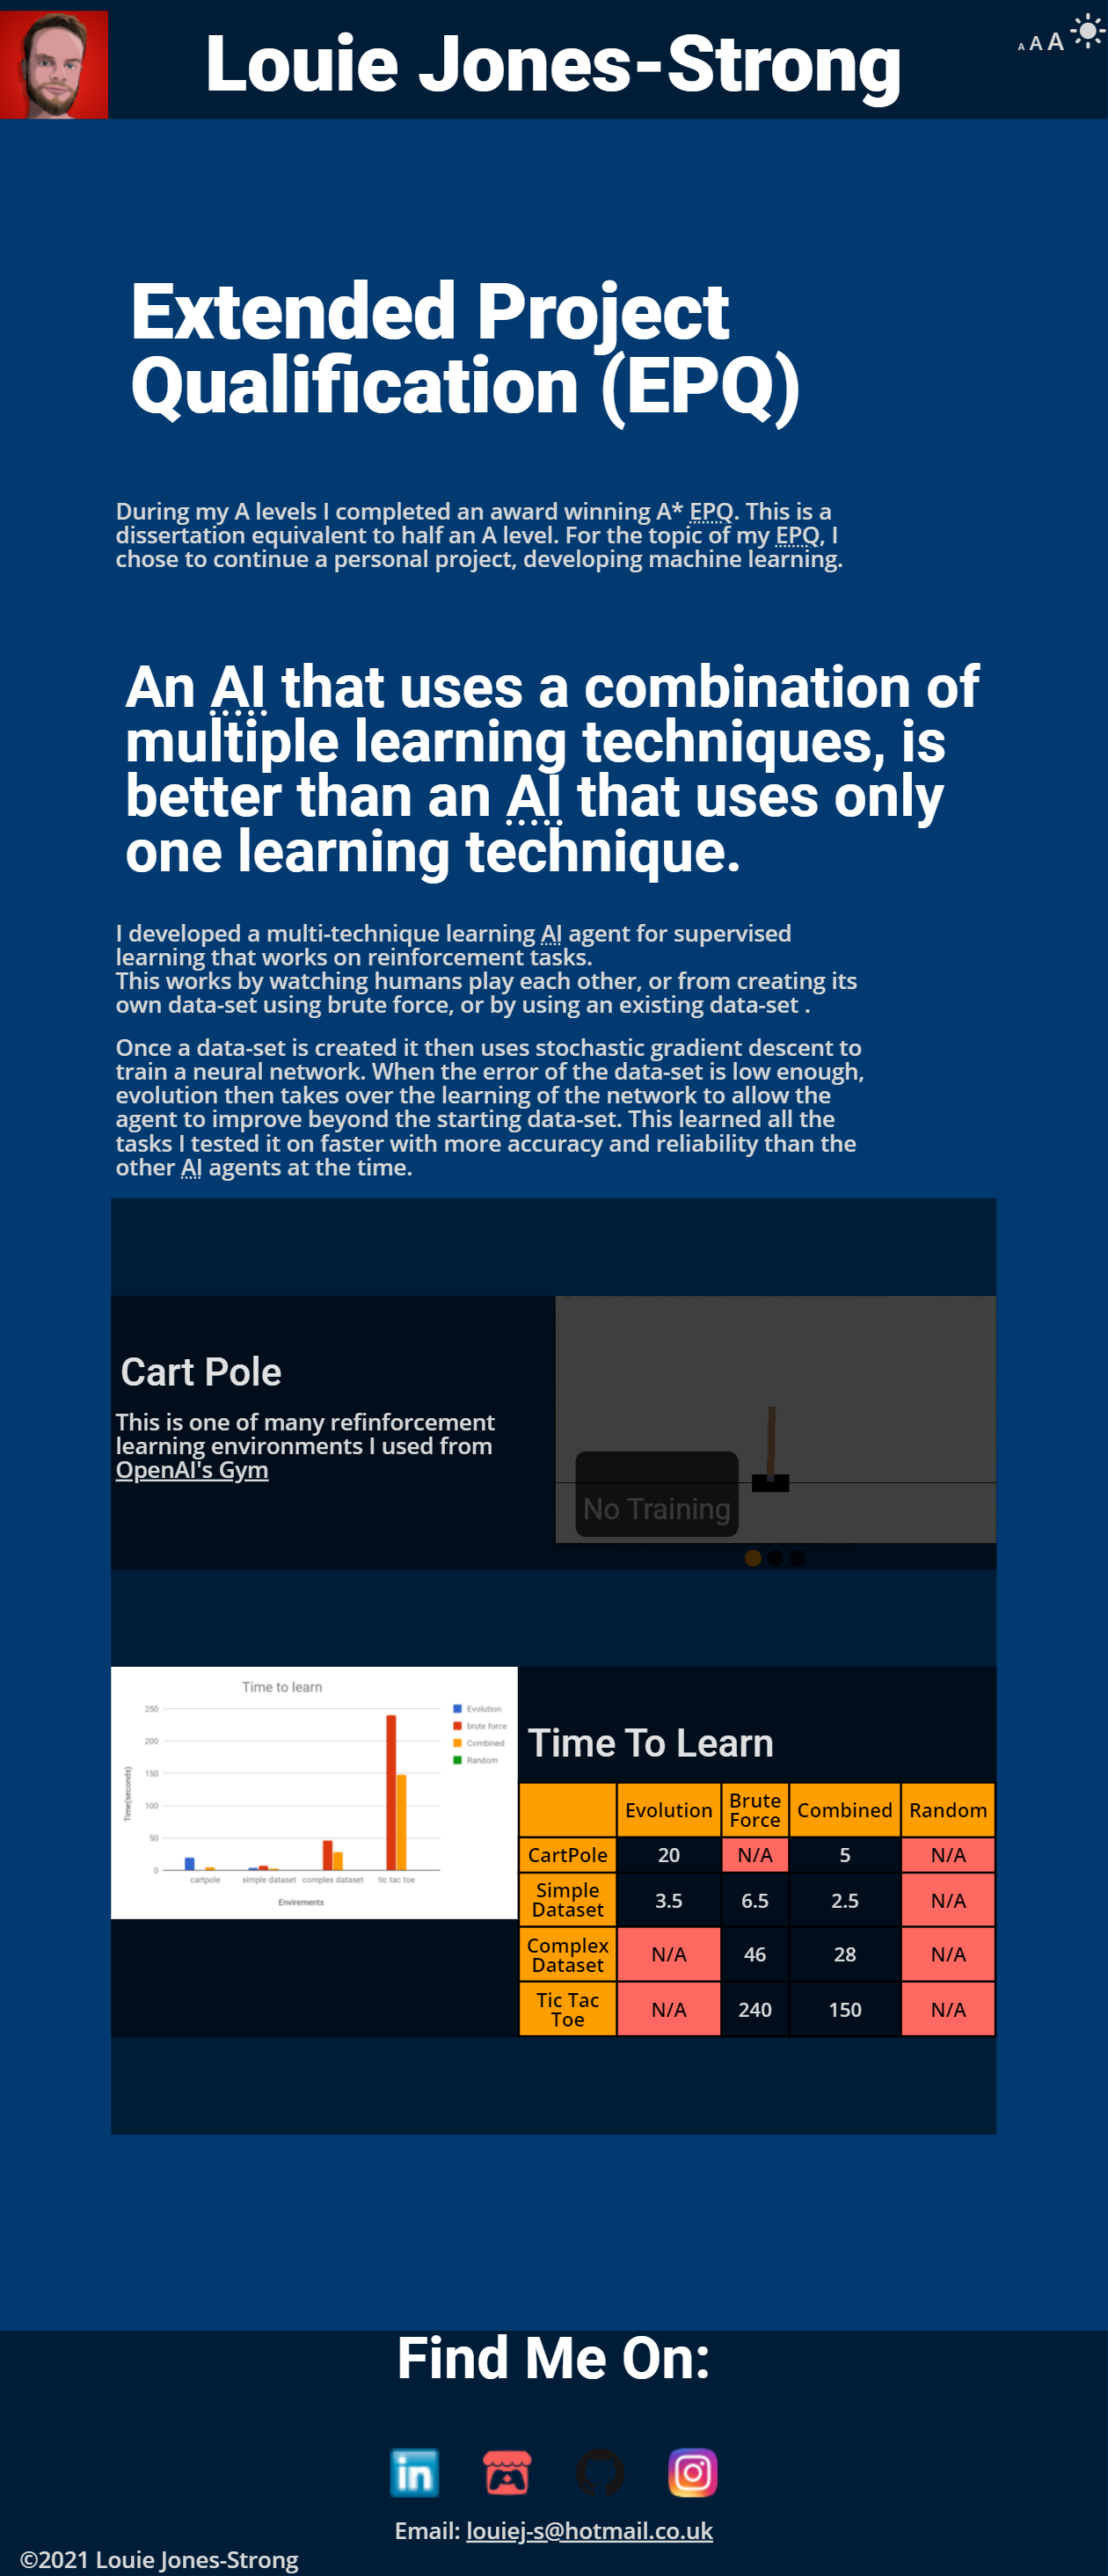 Louie Jones-Strong
A A A
Extended Project
Qualification (EPQ)
During my A levels I completed an award winning A* EPQ. This is a
dissertation equivalent to half an A level. For the topic of my EPQ, I
chose to continue a personal project, developing machine learning.
An AI that uses a combination of
multiple learning techniques, is
better than an AI that uses only
one learning technique.
I developed a multi-technique learning AI agent for supervised
learning that works on reinforcement tasks.
This works by watching humans play each other, or from creating its
own data-set using brute force, or by using an existing data-set .
Once a data-set is created it then uses stochastic gradient descent to
train a neural network. When the error of the data-set is low enough,
evolution then takes over the learning of the network to allow the
agent to improve beyond the starting data-set. This learned all the
tasks I tested it on faster with more accuracy and reliability than the
other AI agents at the time.
Cart Pole
This is one of many refinforcement
learning environments I used from
OpenAI's Gym
No Training
Time to learn
250
200
150
100
50
0
Time(seconds)
cartpole simple dataset complex dataset tic tac toe
Envirements
Evolution
brute force
Combined
Random
Time To Learn
Evolution Brute Force Combined Random
CartPole 20 N/A 5 N/A
Simple Dataset 3.5 6.5 2.5 N/A
Complex Dataset N/A 46 28 N/A
Tic Tac Toe N/A 240 150 N/A
Find Me On:
in
Email: louiej-s@hotmail.co.uk
©2021 Louie Jones-Strong